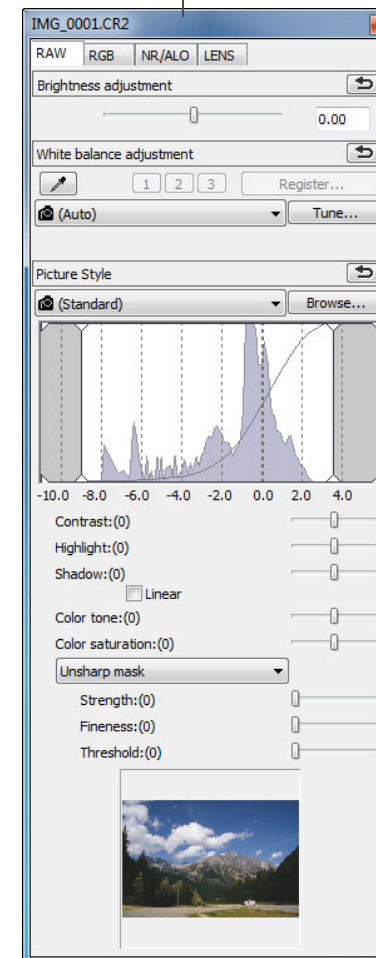 IMG_0001.CR2
RAW RGB NR/ALO LENS
Brightness adjustment
0.00
White balance adjustment
1 2 3 Register...
(Auto) Tune...
Picture Style
(Standard) Browse...
-10.0 -8.0 -6.0 -4.0 -2.0 0.0 2.0 4.0
Contrast:(0)
Highlight:(0)
Shadow:(0)
Linear
Color tone:(0)
Color saturation:(0)
Unsharp mask
Strength:(0)
Fineness:(0)
Threshold:(0)